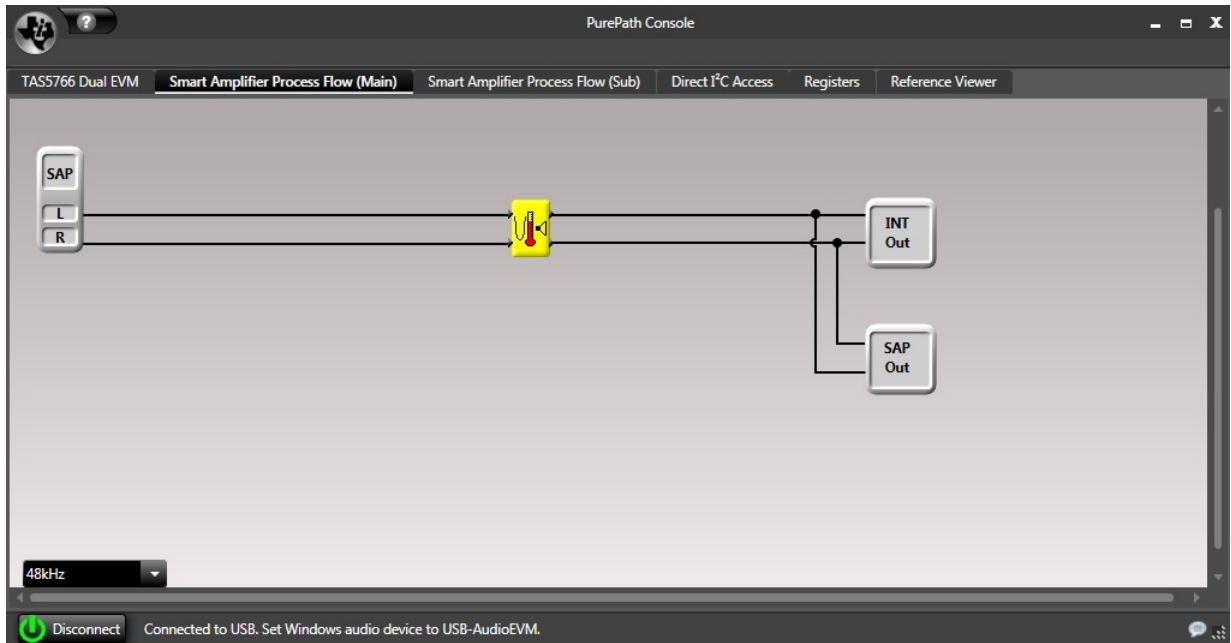 ?
PurePath Console
TAS5766 Dual EVM
Smart Amplifier Process Flow (Main)
Smart Amplifier Process Flow (Sub)
Direct I²C Access
Registers
Reference Viewer
SAP
L
R
INT
Out
SAP
Out
48kHz
Disconnect
Connected to USB. Set Windows audio device to USB-AudioEVM.